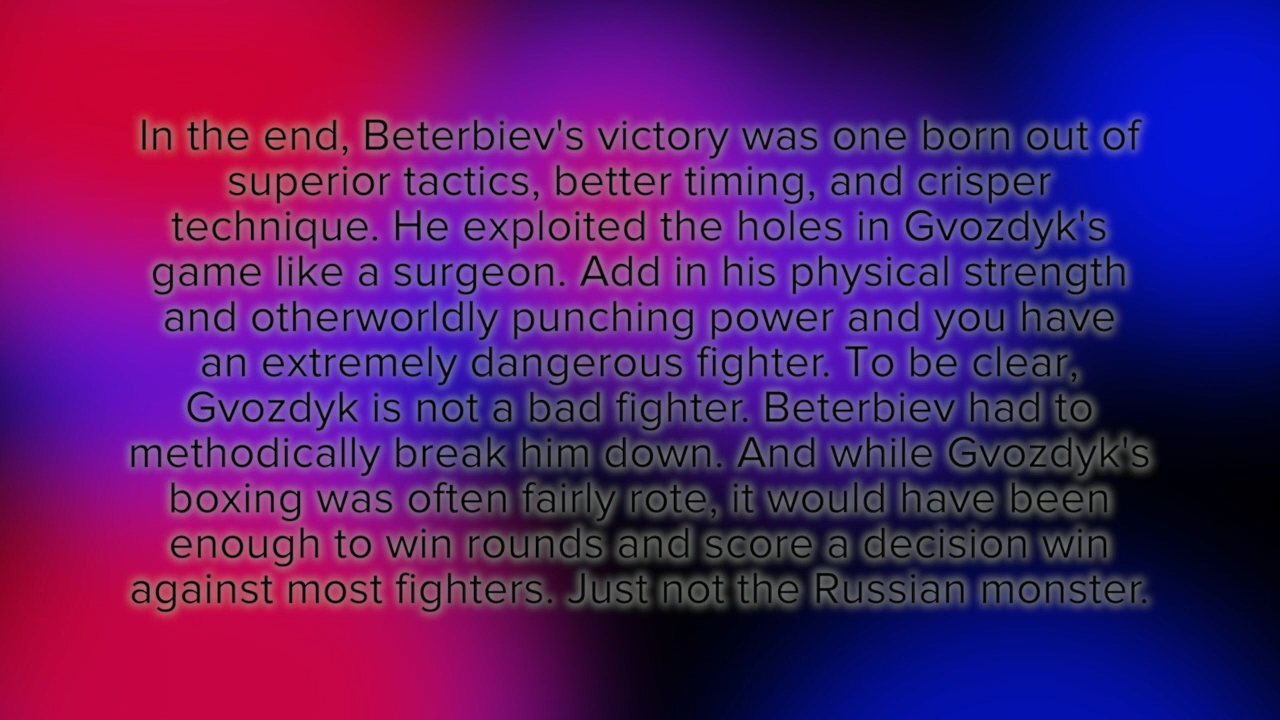 In the end, Beterbiev's victory was one born out of
superior tactics, better timing, and crisper
technique. He exploited the holes in Gvozdyk's
game like a surgeon. Add in his physical strength
and otherworldly punching power and you have
an extremely dangerous fighter. To be clear,
Gvozdyk is not a bad fighter. Beterbiev had to
methodically break him down. And while Gvozdyk's
boxing was often fairly rote, it would have been
enough to win rounds and score a decision win
against most fighters. Just not the Russian monster.